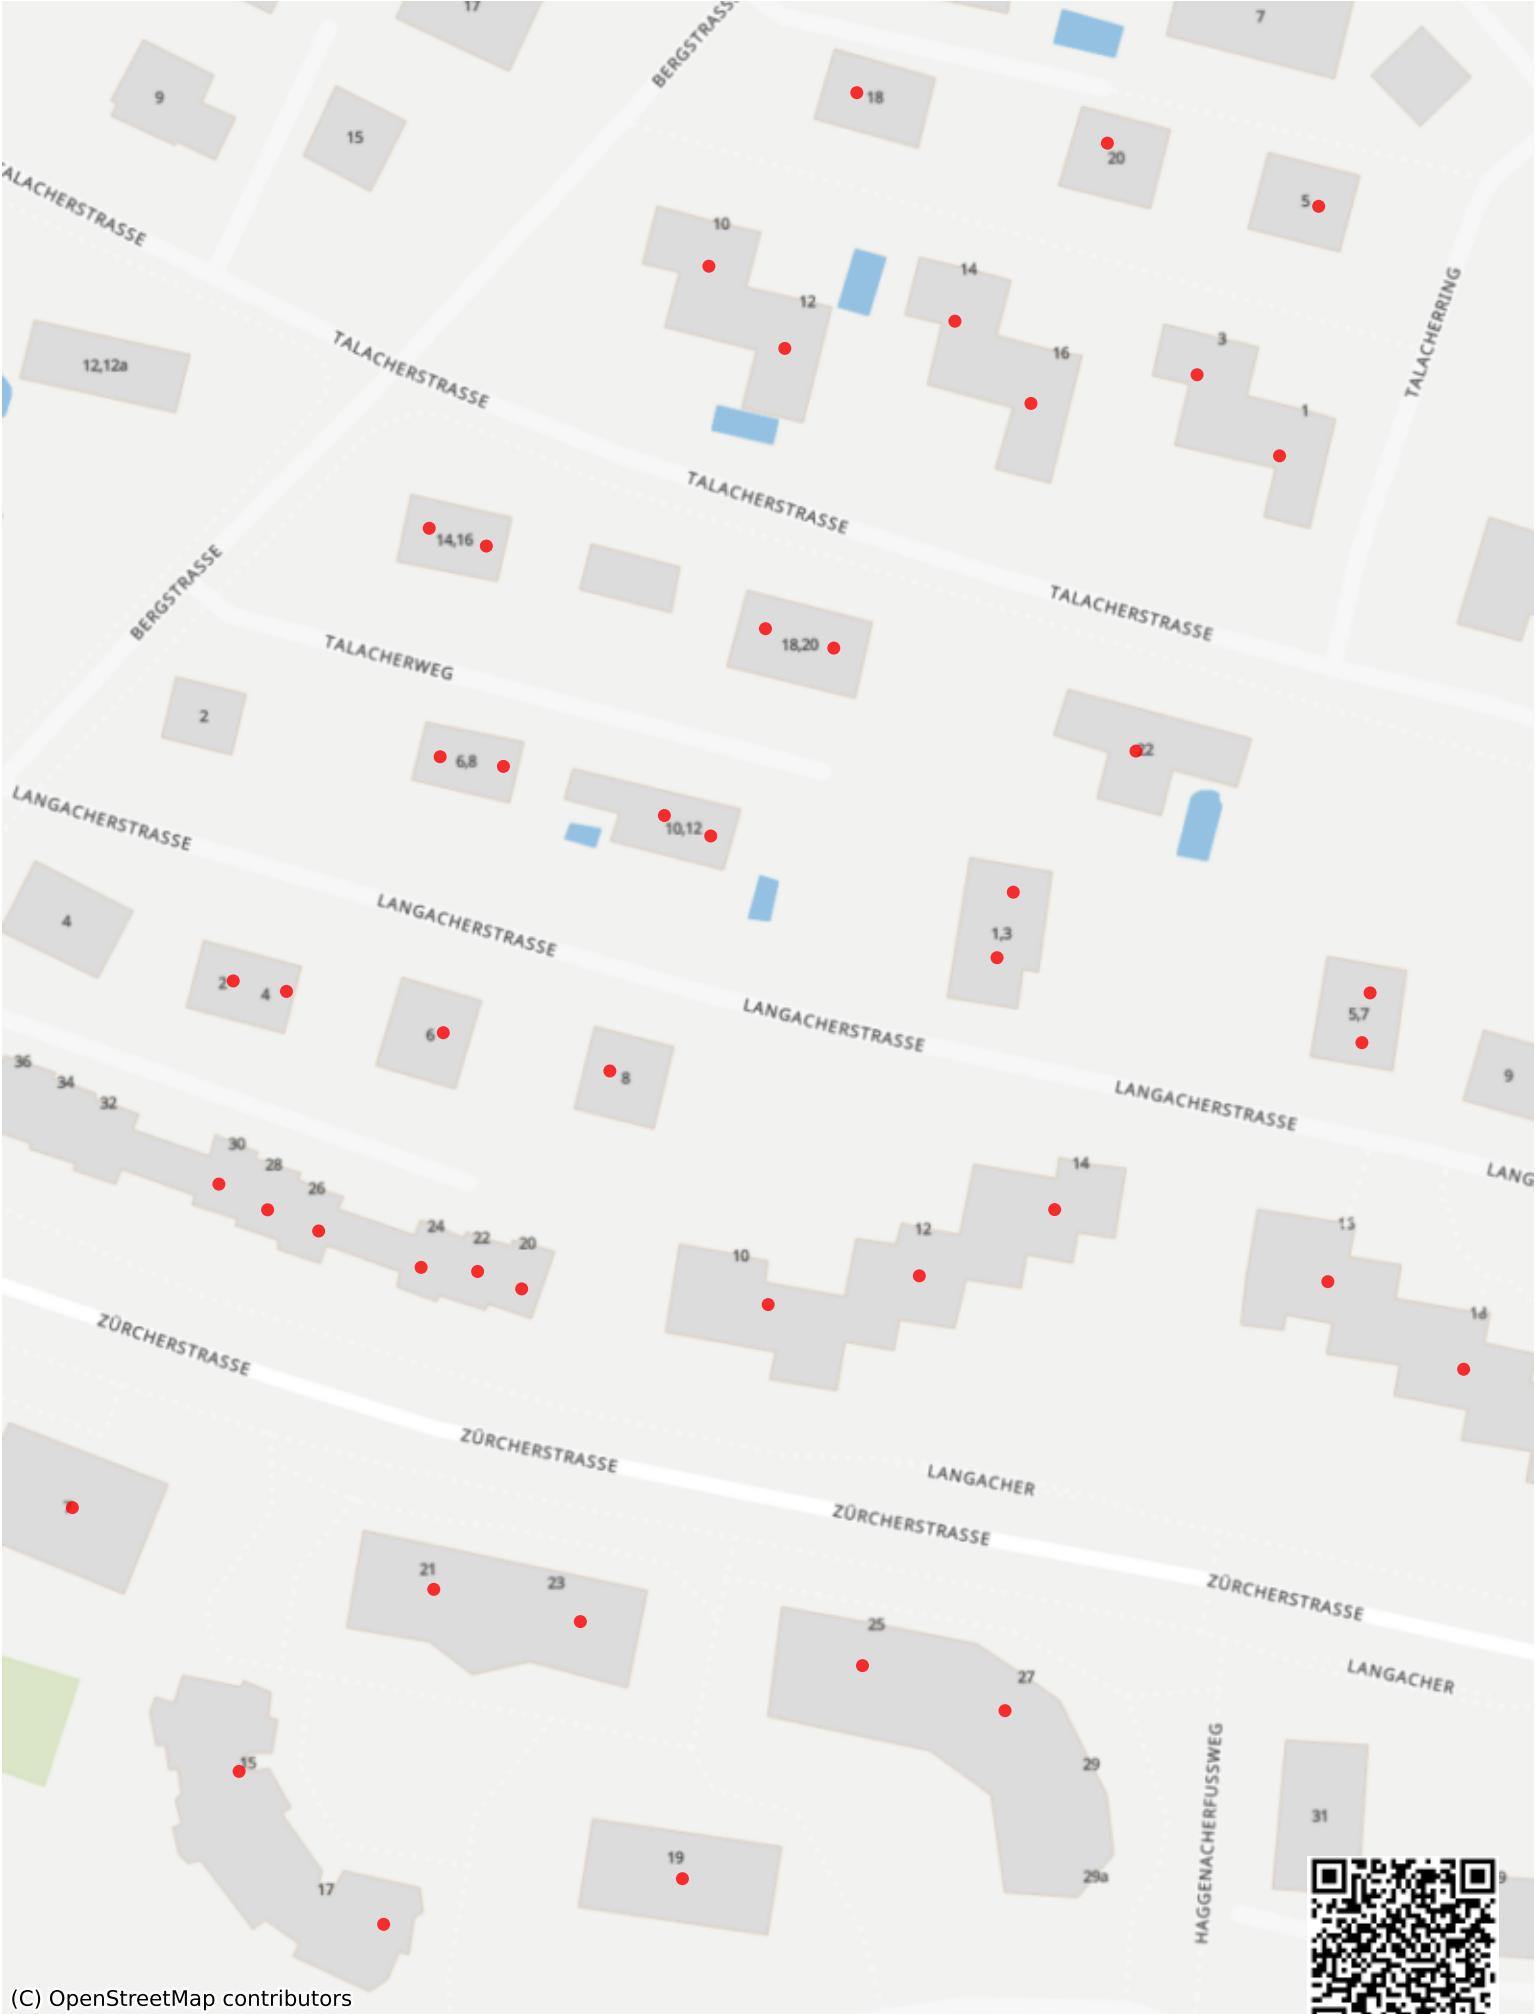 17
BERGSTRASSE
7
9
18
15
20
5
TALACHERSTRASSE
10
14
12
TALACHERRING
3
16
12,12a
TALACHERSTRASSE
1
TALACHERSTRASSE
14,16
BERGSTRASSE
TALACHERSTRASSE
18,20
TALACHERWEG
2
22
6,8
LANGACHERSTRASSE
10,12
4
LANGACHERSTRASSE
1,3
2
4
5,7
6
LANGACHERSTRASSE
8
9
36
34
32
LANGACHERSTRASSE
30
28
14
LANG
26
24
12
22
20
10
ZÜRCHERSTRASSE
ZÜRCHERSTRASSE
LANGACHER
ZÜRCHERSTRASSE
21
23
ZÜRCHERSTRASSE
25
27
LANGACHER
15
29
HAGGENACHERFUSSWEG
31
19
29a
9
17
(C) OpenStreetMap contributors